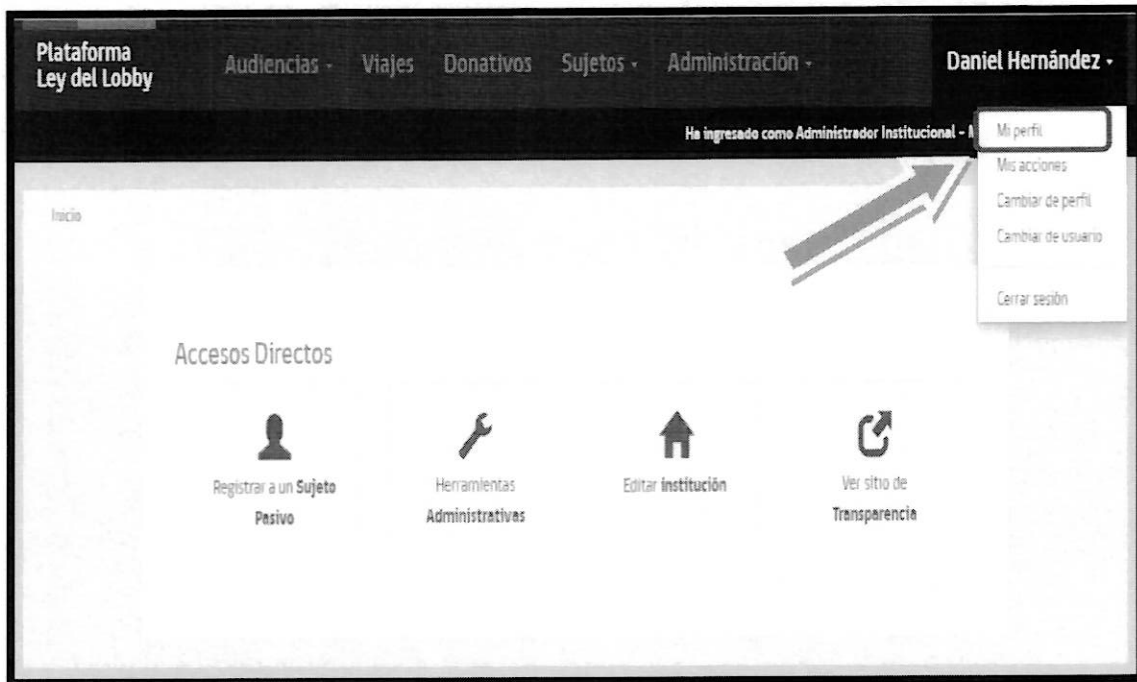 Plataforma
Ley del Lobby
Audiencias - Viajes Donativos Sujetos - Administración - Daniel Hernández -
Ha ingresado como Administrador Institucional -
Mi perfil
Mis acciones
Cambiar de perfil
Cambiar de usuario
Cerrar sesión
Inicio
Accesos Directos
Registrar a un Sujeto
Pasivo
Herramientas
Administrativas
Editar institución
Ver sitio de
Transparencia